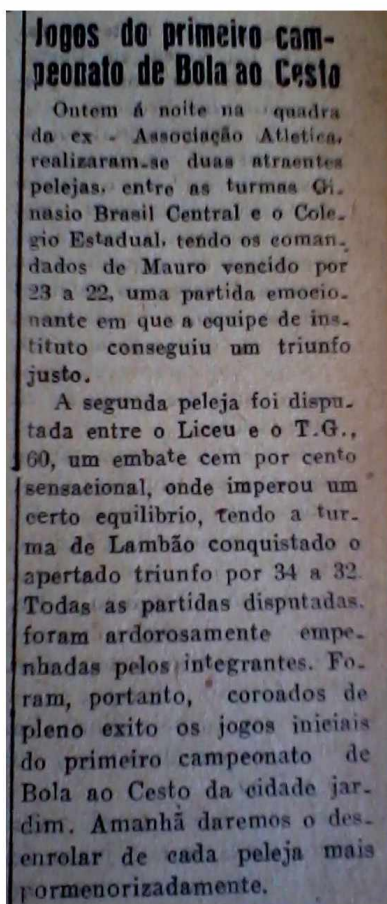 Jogos do primeiro cam-
peonato de Bola ao Cesto
Ontem á noite na quadra
da ex - Associação Atletica,
realizaram-se duas atraentes
pelejas, entre as turmas Gi-
nasio Brasil Central e o Cole-
gio Estadual, tendo os coman-
dados de Mauro vencido por
23 a 22, uma partida emocio-
nante em que a equipe de ins-
tituto conseguiu um triunfo
justo.
A segunda peleja foi dispu-
tada entre o Liceu e o T.G.,
60, um embate cem por cento
sensacional, onde imperou um
certo equilibrio, tendo a tur-
ma de Lambão conquistado o
apertado triunfo por 34 a 32.
Todas as partidas disputadas,
foram ardorosamente empe-
nhadas pelos integrantes. Fo-
ram, portanto, coroados de
pleno exito os jogos iniciais
do primeiro campeonato de
Bola ao Cesto da cidade jar-
dim. Amanhã daremos o des-
enrolar de cada peleja mais
pormenorizadamente.